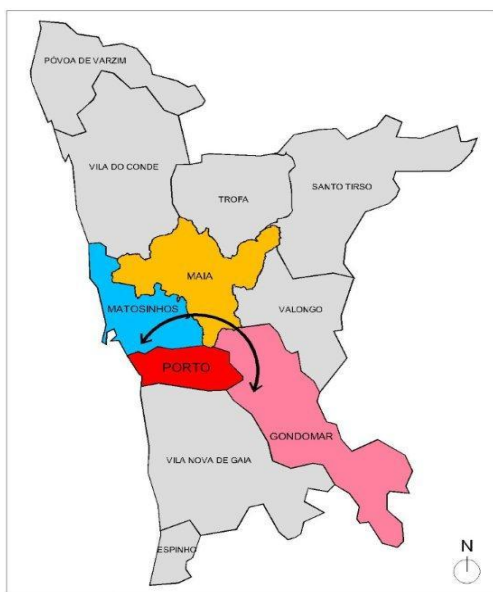 PÓVOA DE VARZIM
VILA DO CONDE
TROFA
SANTO TIRSO
MAIA
MATOSINHOS
VALONGO
PORTO
GONDOMAR
VILA NOVA DE GAIA
ESPINHO
N